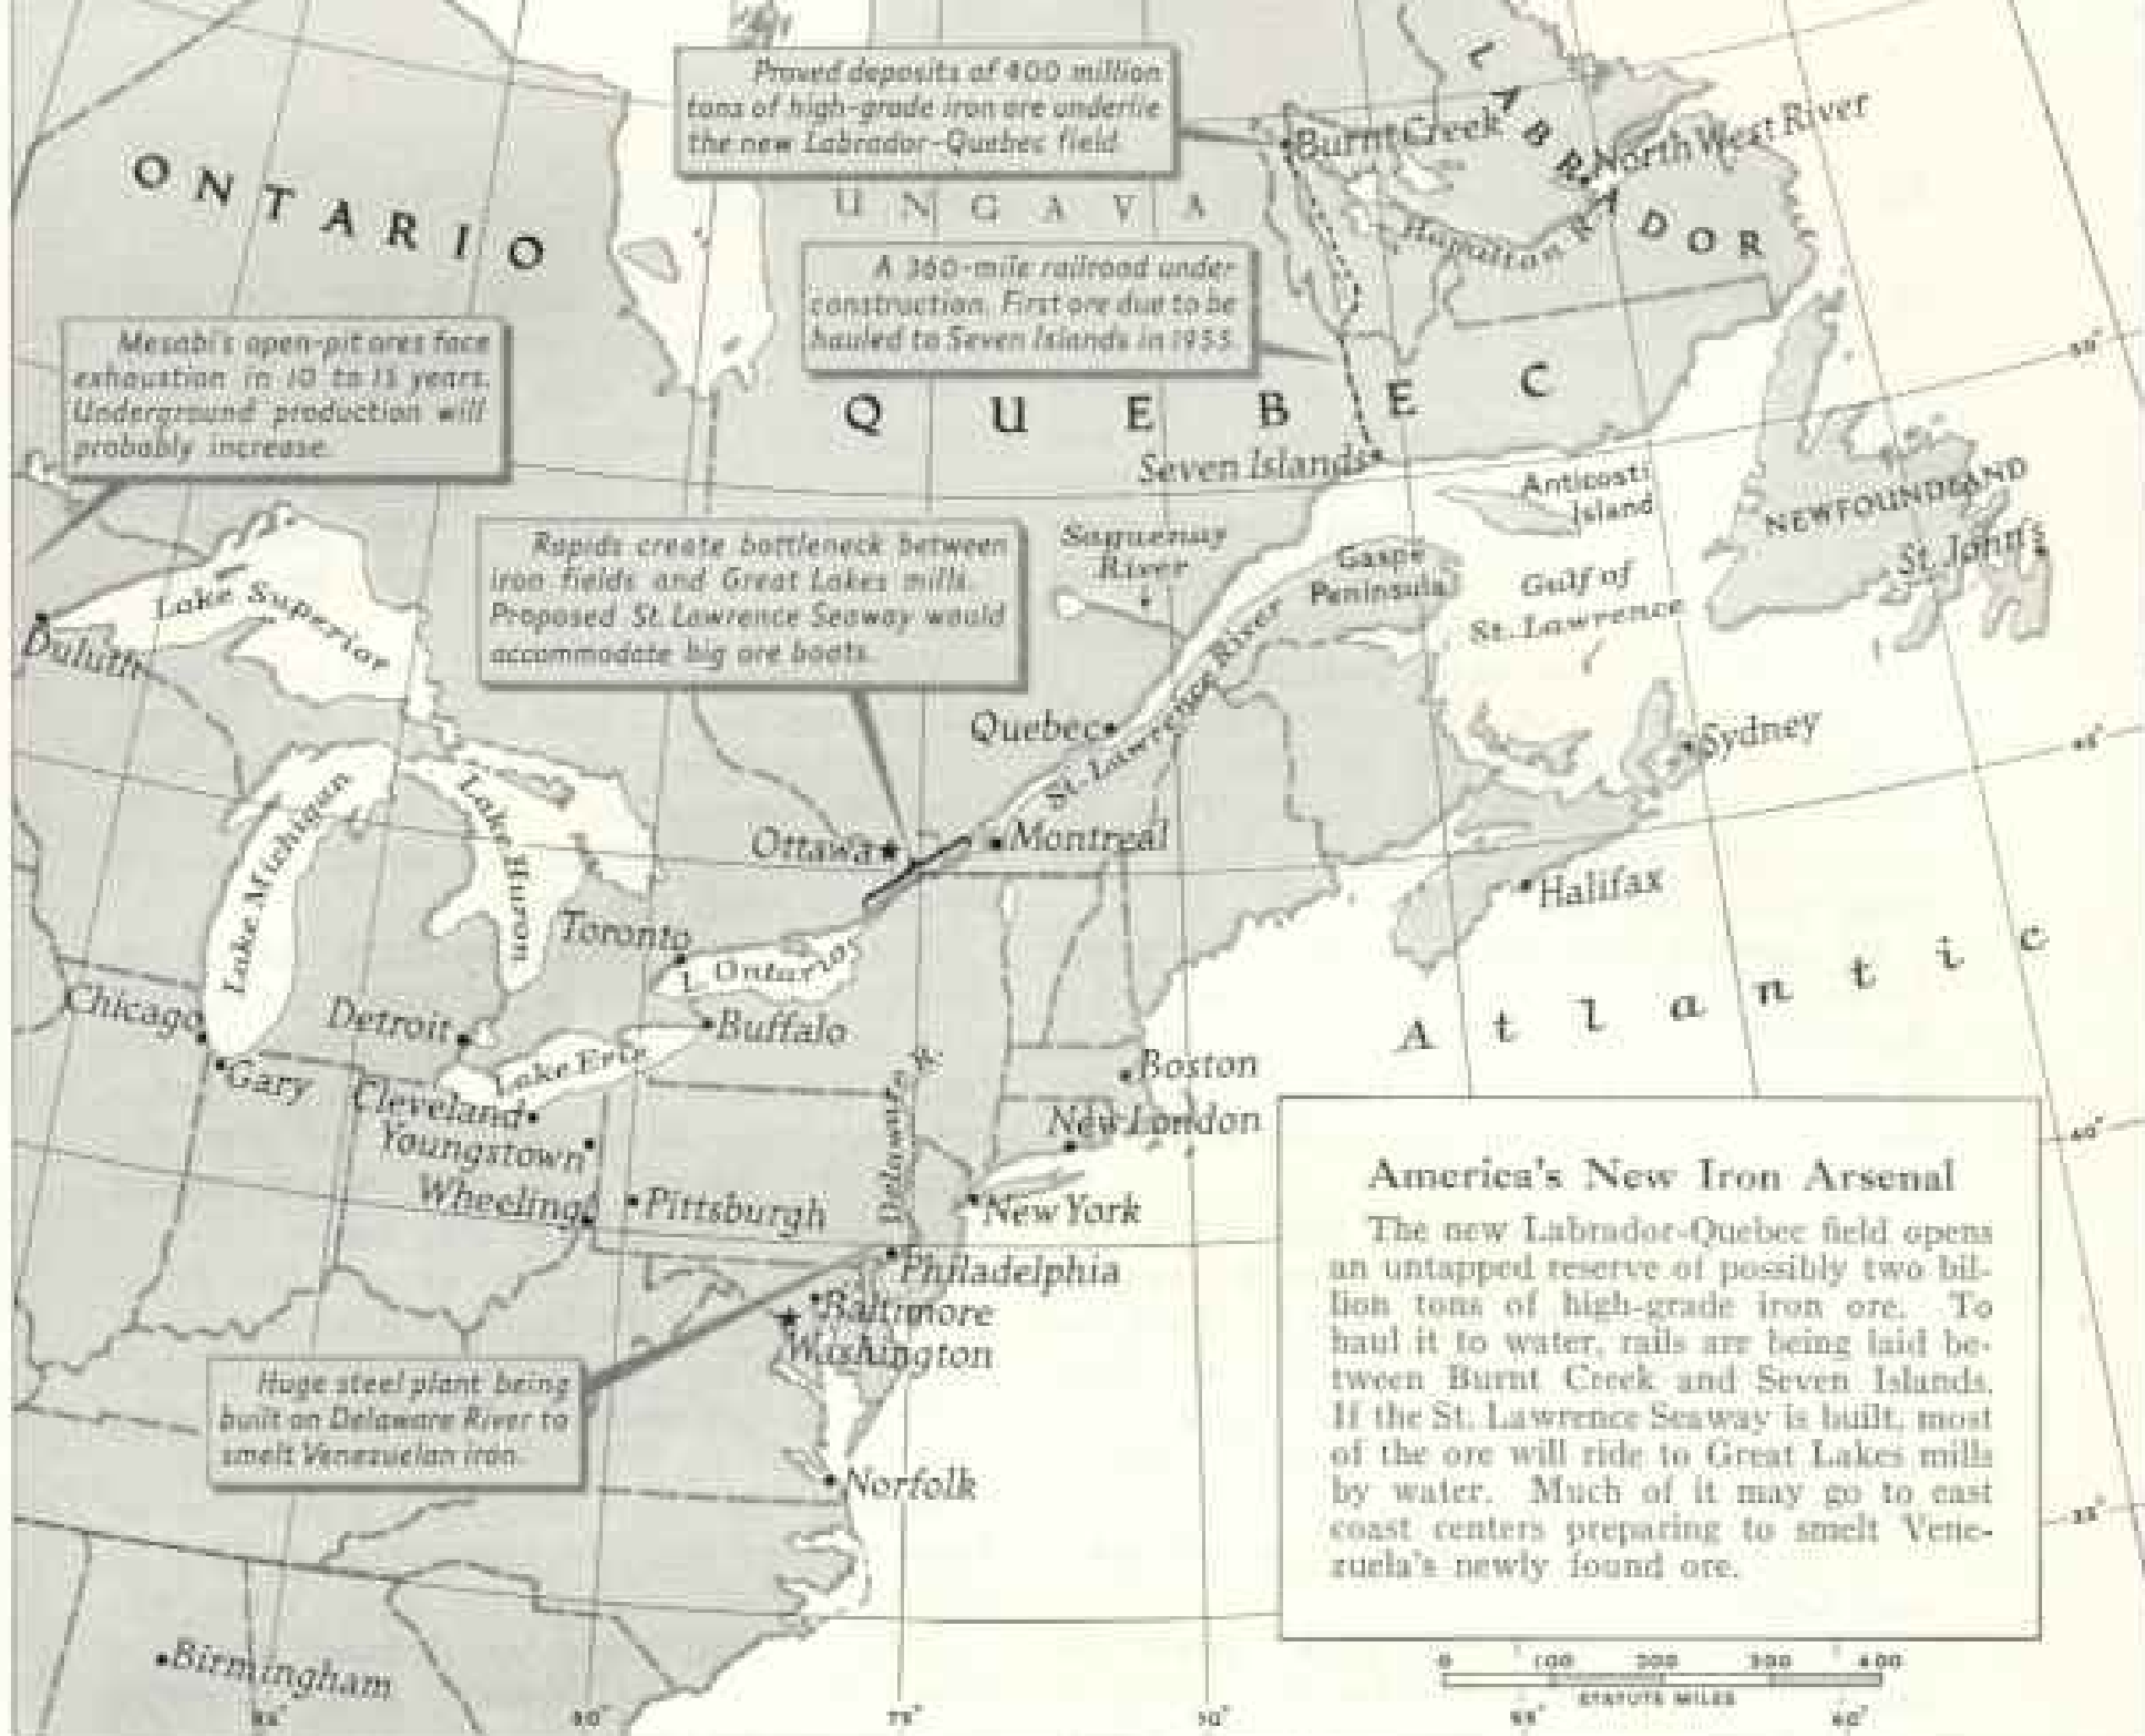 Proved deposits of 400 million
tons of high-grade iron ore underlie
the new Labrador-Quebec field.
LABRADOR
Burnt Creek
North West River
ONTARIO
UNGAVA
Hamilton R.
A 360-mile railroad under-
construction. First ore due to be
hauled to Seven Islands in 1955.
Mesabi's open-pit ores face
exhaustion in 10 to 15 years.
Underground production will
probably increase.
50°
QUEBEC
Seven Islands
Anticosti
Island
NEWFOUNDLAND
St. John's
Rapids create bottleneck between
iron fields and Great Lakes mills.
Proposed St. Lawrence Seaway would
accommodate big ore boats.
Saguenay
River
Gaspe
Peninsula
Gulf of
St. Lawrence
Lake Superior
Duluth
St. Lawrence River
Quebec
Sydney
45°
Lake Michigan
Lake Huron
Ottawa
Montreal
Halifax
Toronto
L. Ontario
Atlantic
Chicago
Detroit
Buffalo
Lake Erie
Gary
Boston
Cleveland
New London
Youngstown
Delaware R.
40°
Wheeling
Pittsburgh
New York
Philadelphia
Baltimore
Washington
Huge steel plant being
built on Delaware River to
smelt Venezuelan iron.
Norfolk
America's New Iron Arsenal
The new Labrador-Quebec field opens
an untapped reserve of possibly two bil-
lion tons of high-grade iron ore. To
haul it to water, rails are being laid be-
tween Burnt Creek and Seven Islands.
If the St. Lawrence Seaway is built, most
of the ore will ride to Great Lakes mills
by water. Much of it may go to east
coast centers preparing to smelt Vene-
zuela's newly found ore.
35°
Birmingham
0 100 200 300 400
STATUTE MILES
85° 80° 75° 70° 65° 60°